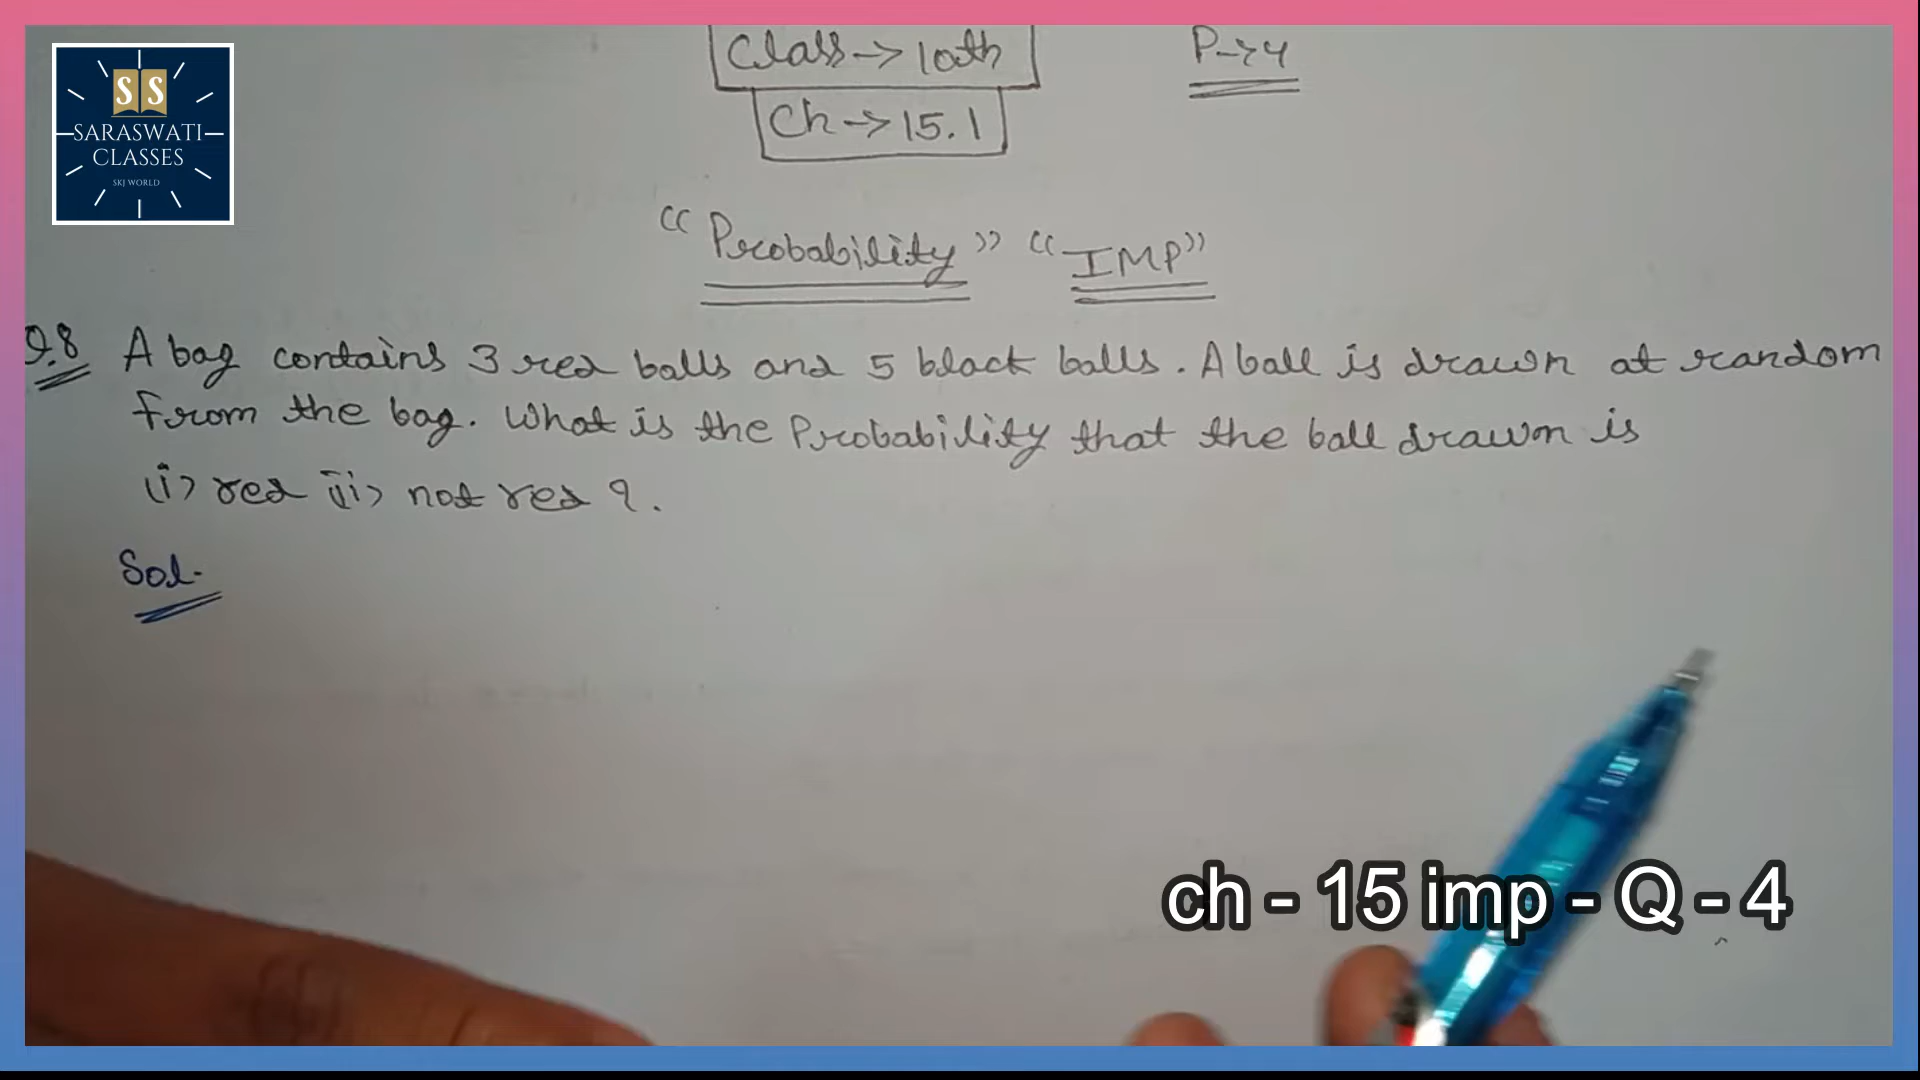 SS
SARASWATI
CLASSES
SKJ WORLD
Class → 10th
P → 4
Ch → 15.1
"Probability" "IMP"
Q.8 A bag contains 3 red balls and 5 black balls. A ball is drawn at random
from the bag. What is the Probability that the ball drawn is
(i) red (ii) not red ?.
Sol.
ch - 15 imp - Q - 4